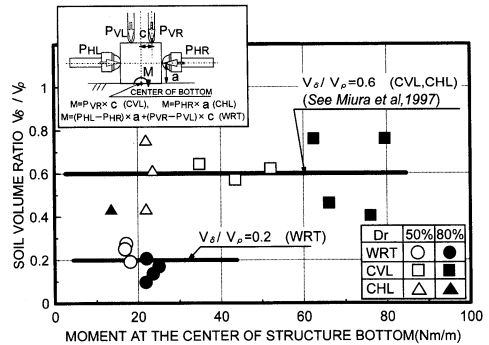 PVL C PVR
PHL PHR
M a
CENTER OF BOTTOM
M=PVR× c (CVL), M=PHR× a (CHL)
M=(PHL−PHR)× a+(PVR−PVL)× c (WRT)
Vδ/ Vρ=0.6 (CVL,CHL)
(See Miura et al,1997)
Vδ/ Vρ=0.2 (WRT)
Dr 50% 80%
WRT
CVL
CHL
SOIL VOLUME RATIO Vδ / Vρ
1
0.8
0.6
0.4
0.2
0
0 20 40 60 80 100
MOMENT AT THE CENTER OF STRUCTURE BOTTOM(Nm/m)